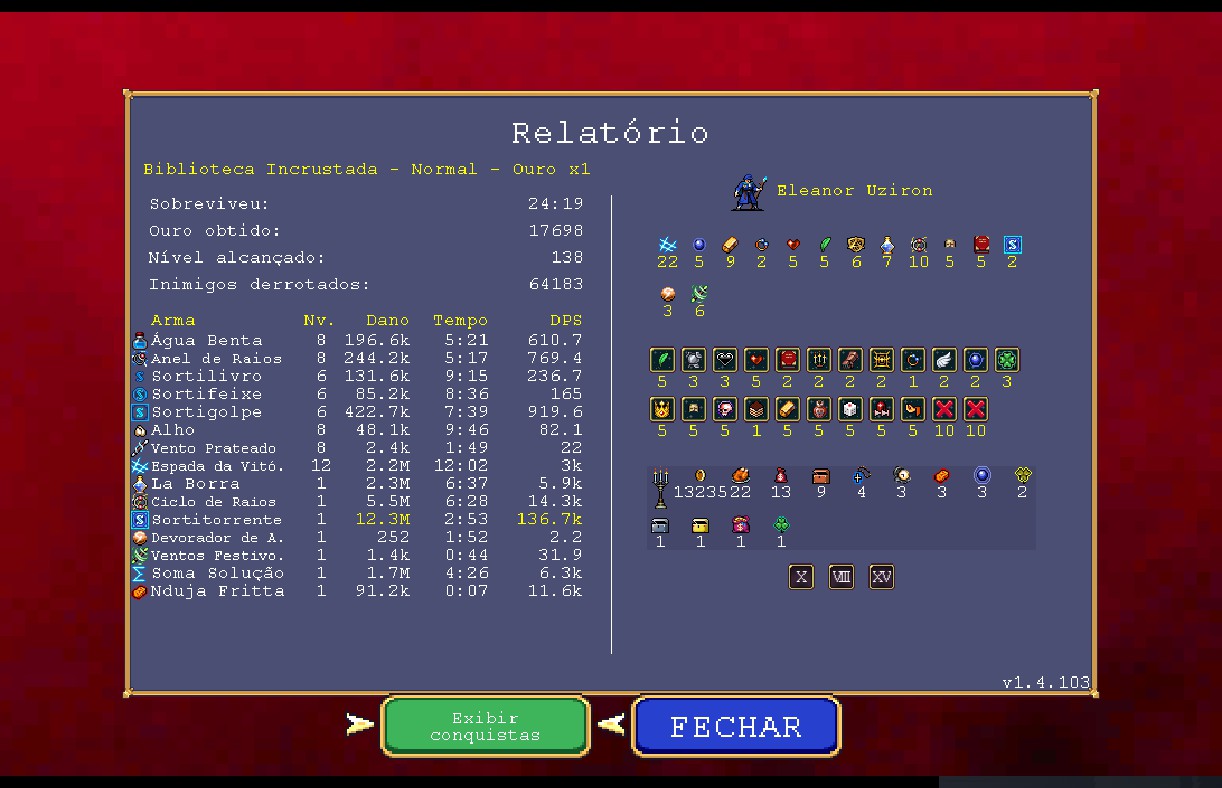 Relatório
Biblioteca Incrustada - Normal - Ouro x1
Sobreviveu: 24:19
Ouro obtido: 17698
Nível alcançado: 138
Inimigos derrotados: 64183
Arma Nv. Dano Tempo DPS
Água Benta 8 196.6k 5:21 610.7
Anel de Raios 8 244.2k 5:17 769.4
Sortilivro 6 131.6k 9:15 236.7
Sortifeixe 6 85.2k 8:36 165
Sortigolpe 6 422.7k 7:39 919.6
Alho 8 48.1k 9:46 82.1
Vento Prateado 8 2.4k 1:49 22
Espada da Vitó. 12 2.2M 12:02 3k
La Borra 1 2.3M 6:37 5.9k
Ciclo de Raios 1 5.5M 6:28 14.3k
Sortitorrente 1 12.3M 2:53 136.7k
Devorador de A. 1 252 1:52 2.2
Ventos Festivo. 1 1.4k 0:44 31.9
Soma Solução 1 1.7M 4:26 6.3k
Nduja Fritta 1 91.2k 0:07 11.6k
Eleanor Uziron
22 5 9 2 5 5 6 7 10 5 5 2
3 6
5 3 3 5 2 2 2 2 1 2 2 3
5 5 5 1 5 5 5 5 5 10 10
13235 22 13 9 4 3 3 3 2
1 1 1 1
X VIII XV
v1.4.103
Exibir
conquistas
FECHAR